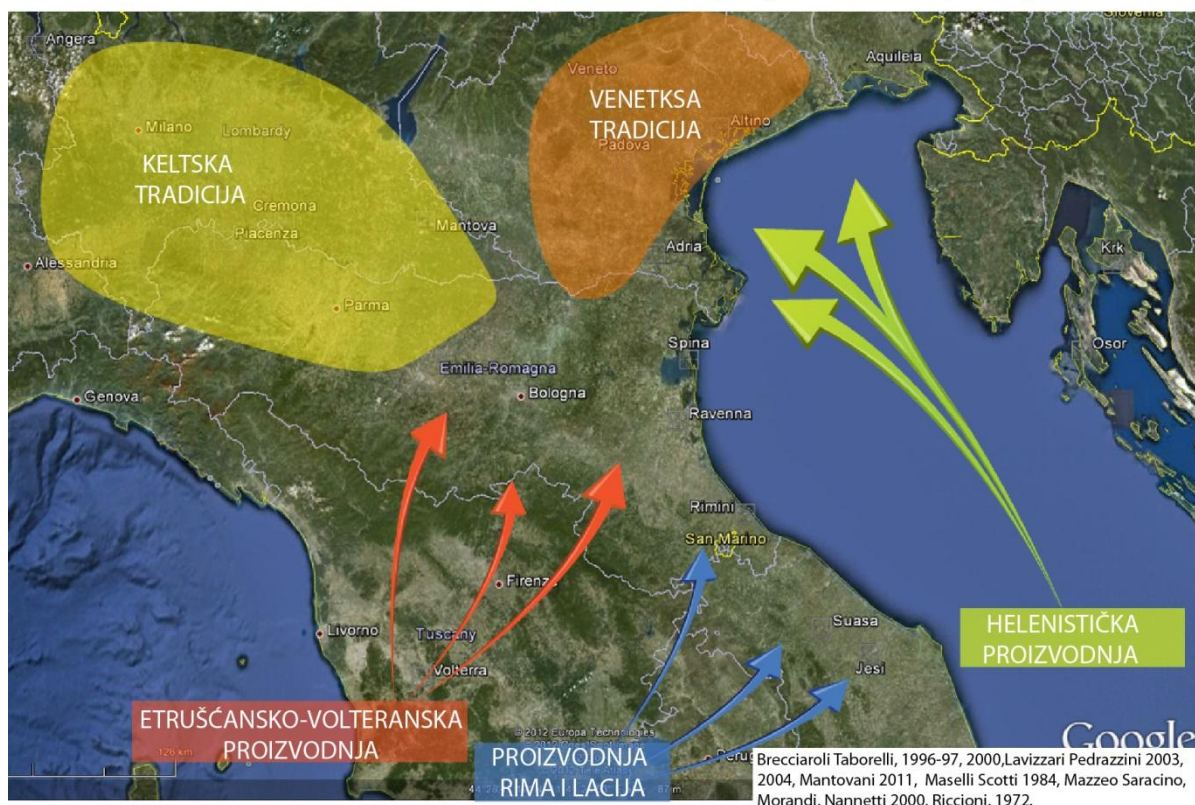 Slovenia
Angera
Aquileia
Veneto
VENETKSA
TRADICIJA
Altino
Padova
Milano
Lombardy
KELTSKA
TRADICIJA
Cremona
Piacenza
Mantova
Adria
Krk
Alessandria
Parma
Spina
Osor
Emilia-Romagna
Bologna
Genova
Ravenna
Rimini
San Marino
Firenze
Suasa
HELENISTIČKA
PROIZVODNJA
Livorno
Tuscany
Jesi
Volterra
ETRUŠĆANSKO-VOLTERANSKA
PROIZVODNJA
126 km
© 2012 Europa Technologies
PROIZVODNJA
RIMA I LACIJA
Google
Brecciaroli Taborelli, 1996-97, 2000,Lavizzari Pedrazzini 2003,
2004, Mantovani 2011, Maselli Scotti 1984, Mazzeo Saracino,
Morandi, Nannetti 2000, Riccioni, 1972.